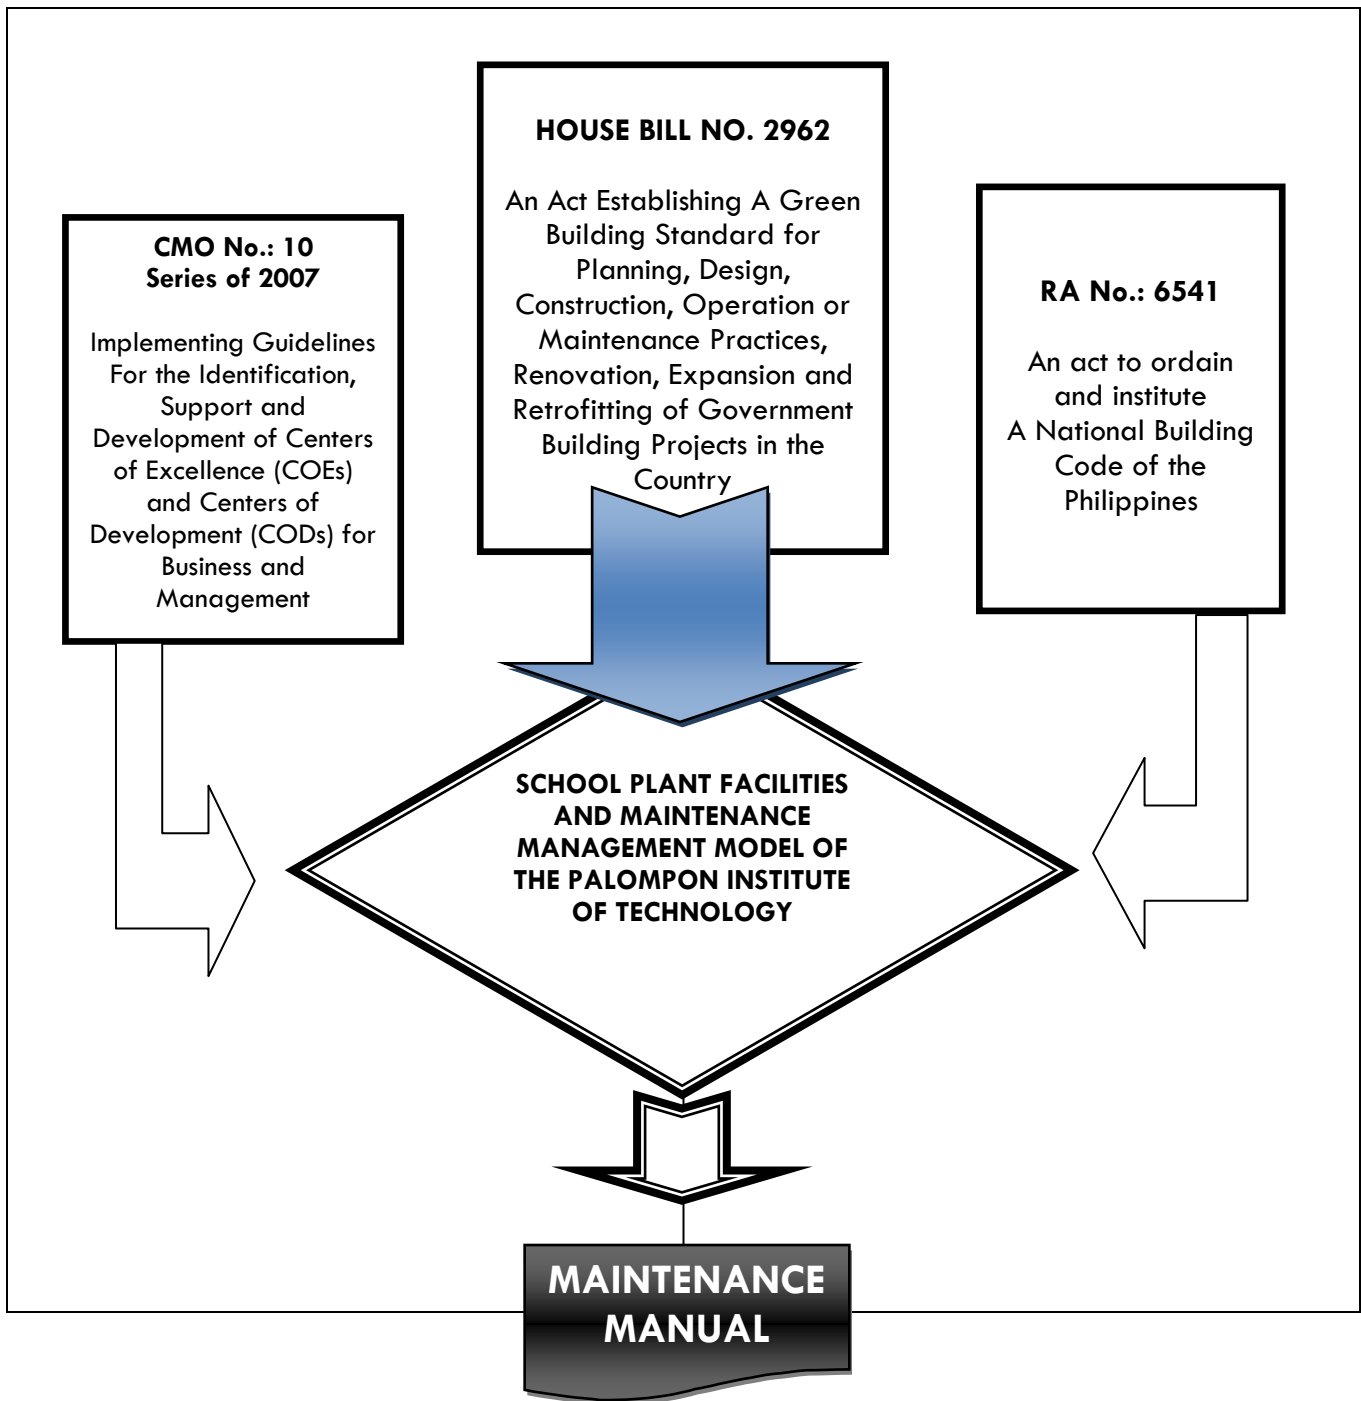 HOUSE BILL NO. 2962
An Act Establishing A Green
Building Standard for
Planning, Design,
Construction, Operation or
Maintenance Practices,
Renovation, Expansion and
Retrofitting of Government
Building Projects in the
Country
CMO No.: 10
Series of 2007
Implementing Guidelines
For the Identification,
Support and
Development of Centers
of Excellence (COEs)
and Centers of
Development (CODs) for
Business and
Management
RA No.: 6541
An act to ordain
and institute
A National Building
Code of the
Philippines
SCHOOL PLANT FACILITIES
AND MAINTENANCE
MANAGEMENT MODEL OF
THE PALOMPON INSTITUTE
OF TECHNOLOGY
MAINTENANCE
MANUAL